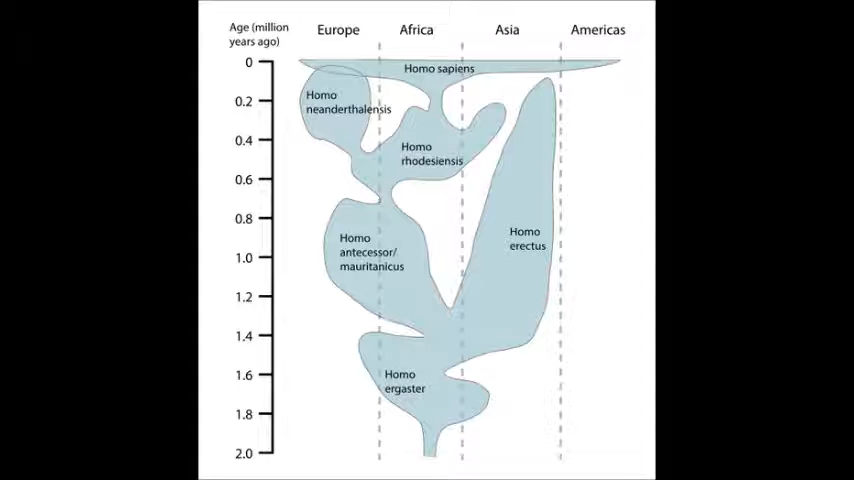 Age (million
years ago)
Europe
Africa
Asia
Americas
0
Homo sapiens
Homo
neanderthalensis
0.2
0.4
Homo
rhodesiensis
0.6
0.8
Homo
antecessor/
mauritanicus
Homo
erectus
1.0
1.2
1.4
1.6
Homo
ergaster
1.8
2.0